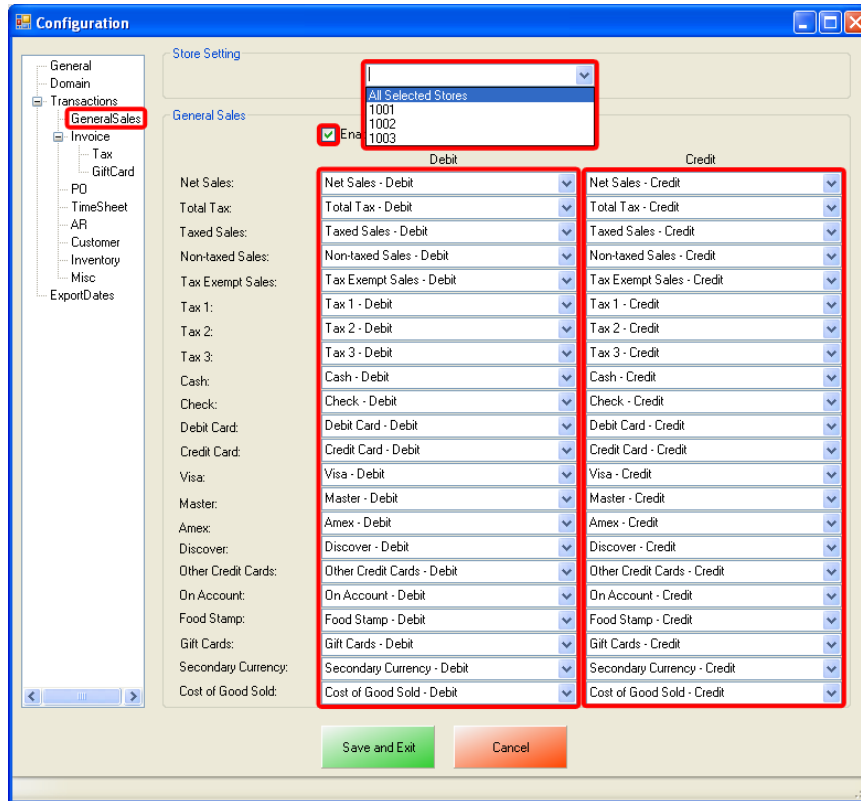 Configuration
General
Domain
Transactions
GeneralSales
Invoice
Tax
GiftCard
PO
TimeSheet
AR
Customer
Inventory
Misc
ExportDates
Store Setting
All Selected Stores
1001
1002
1003
General Sales
Ena
Debit Credit
Net Sales: Net Sales - Debit Net Sales - Credit
Total Tax: Total Tax - Debit Total Tax - Credit
Taxed Sales: Taxed Sales - Debit Taxed Sales - Credit
Non-taxed Sales: Non-taxed Sales - Debit Non-taxed Sales - Credit
Tax Exempt Sales: Tax Exempt Sales - Debit Tax Exempt Sales - Credit
Tax 1: Tax 1 - Debit Tax 1 - Credit
Tax 2: Tax 2 - Debit Tax 2 - Credit
Tax 3: Tax 3 - Debit Tax 3 - Credit
Cash: Cash - Debit Cash - Credit
Check: Check - Debit Check - Credit
Debit Card: Debit Card - Debit Debit Card - Credit
Credit Card: Credit Card - Debit Credit Card - Credit
Visa: Visa - Debit Visa - Credit
Master: Master - Debit Master - Credit
Amex: Amex - Debit Amex - Credit
Discover: Discover - Debit Discover - Credit
Other Credit Cards: Other Credit Cards - Debit Other Credit Cards - Credit
On Account: On Account - Debit On Account - Credit
Food Stamp: Food Stamp - Debit Food Stamp - Credit
Gift Cards: Gift Cards - Debit Gift Cards - Credit
Secondary Currency: Secondary Currency - Debit Secondary Currency - Credit
Cost of Good Sold: Cost of Good Sold - Debit Cost of Good Sold - Credit
Save and Exit Cancel